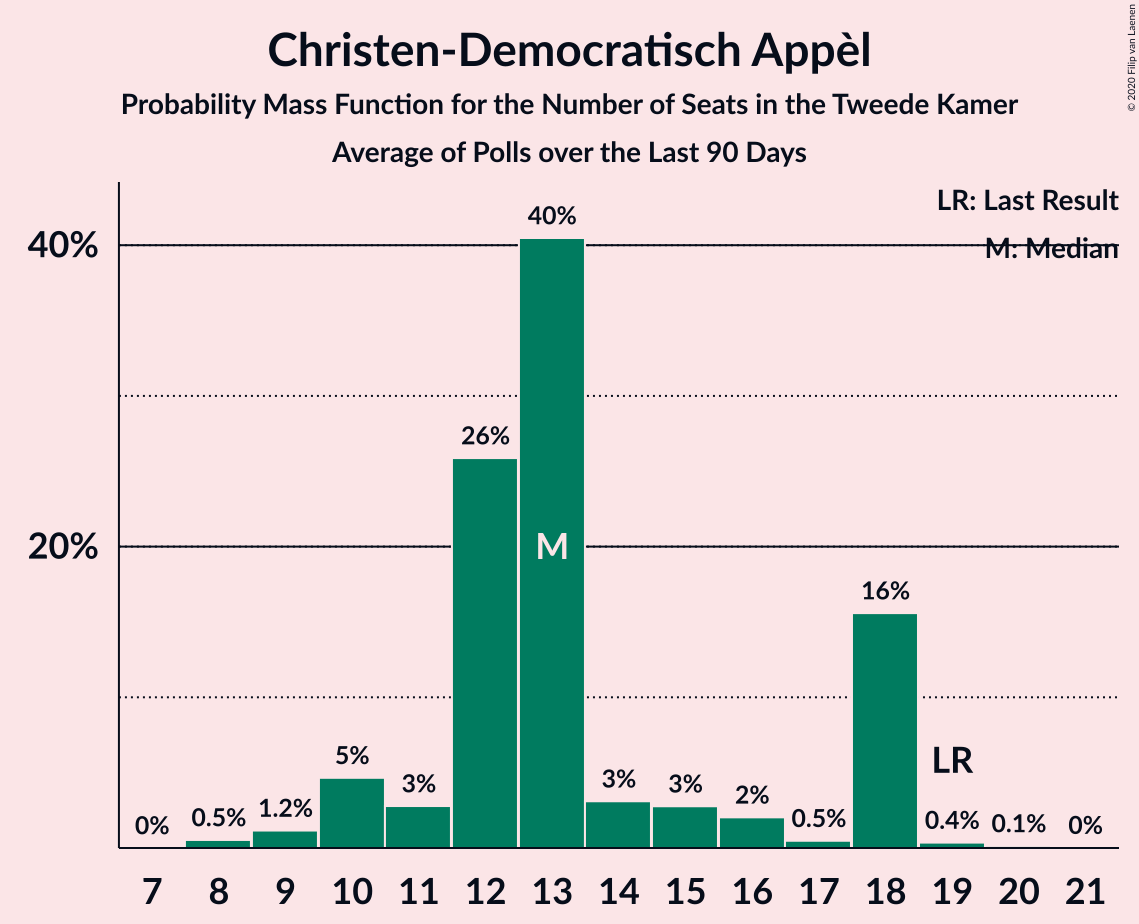 Christen-Democratisch Appèl
Probability Mass Function for the Number of Seats in the Tweede Kamer
Average of Polls over the Last 90 Days
© 2020 Filip van Laenen
LR: Last Result
M: Median
40%
20%
0%
0.5%
1.2%
5%
3%
26%
40%
M
3%
3%
2%
0.5%
16%
LR
0.4%
0.1%
0%
7 8 9 10 11 12 13 14 15 16 17 18 19 20 21